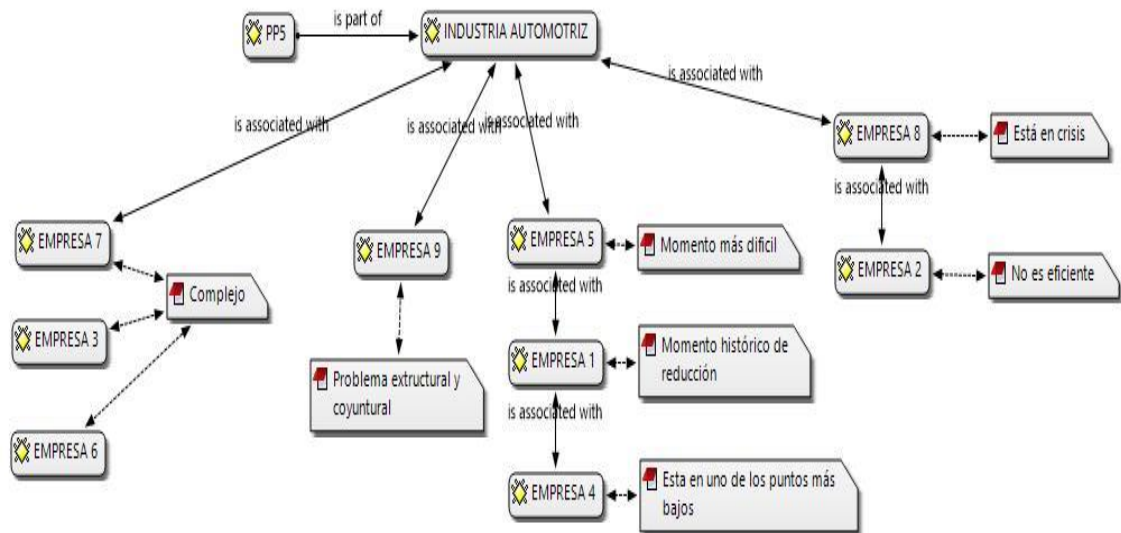 is part of
PP5
INDUSTRIA AUTOMOTRIZ
is associated with
is associated with
is associated with
is associated with
EMPRESA 8
Está en crisis
is associated with
EMPRESA 7
EMPRESA 9
EMPRESA 5
Momento más dificil
EMPRESA 2
No es eficiente
Complejo
is associated with
EMPRESA 3
EMPRESA 1
Momento histórico de
reducción
Problema extructural y
coyuntural
is associated with
EMPRESA 6
EMPRESA 4
Esta en uno de los puntos más
bajos